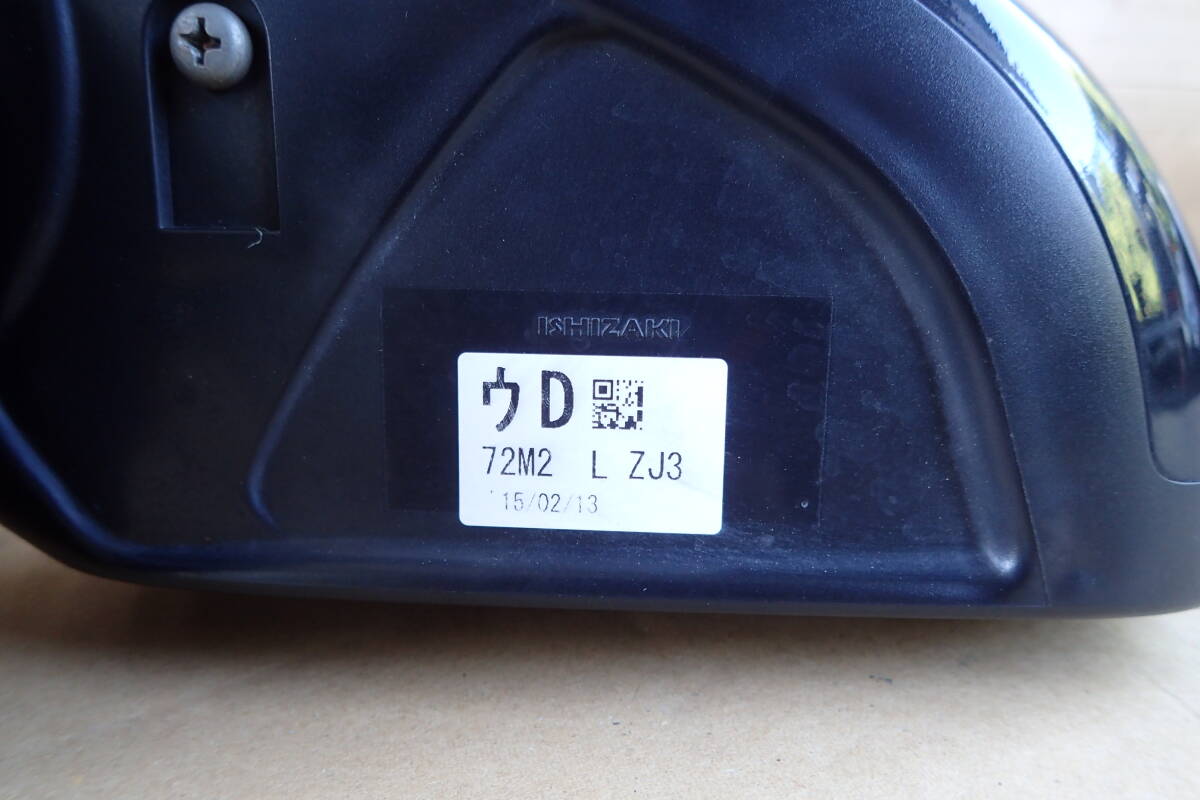 ISHIZAKI
ウD
72M2 L ZJ3
'15/02/13